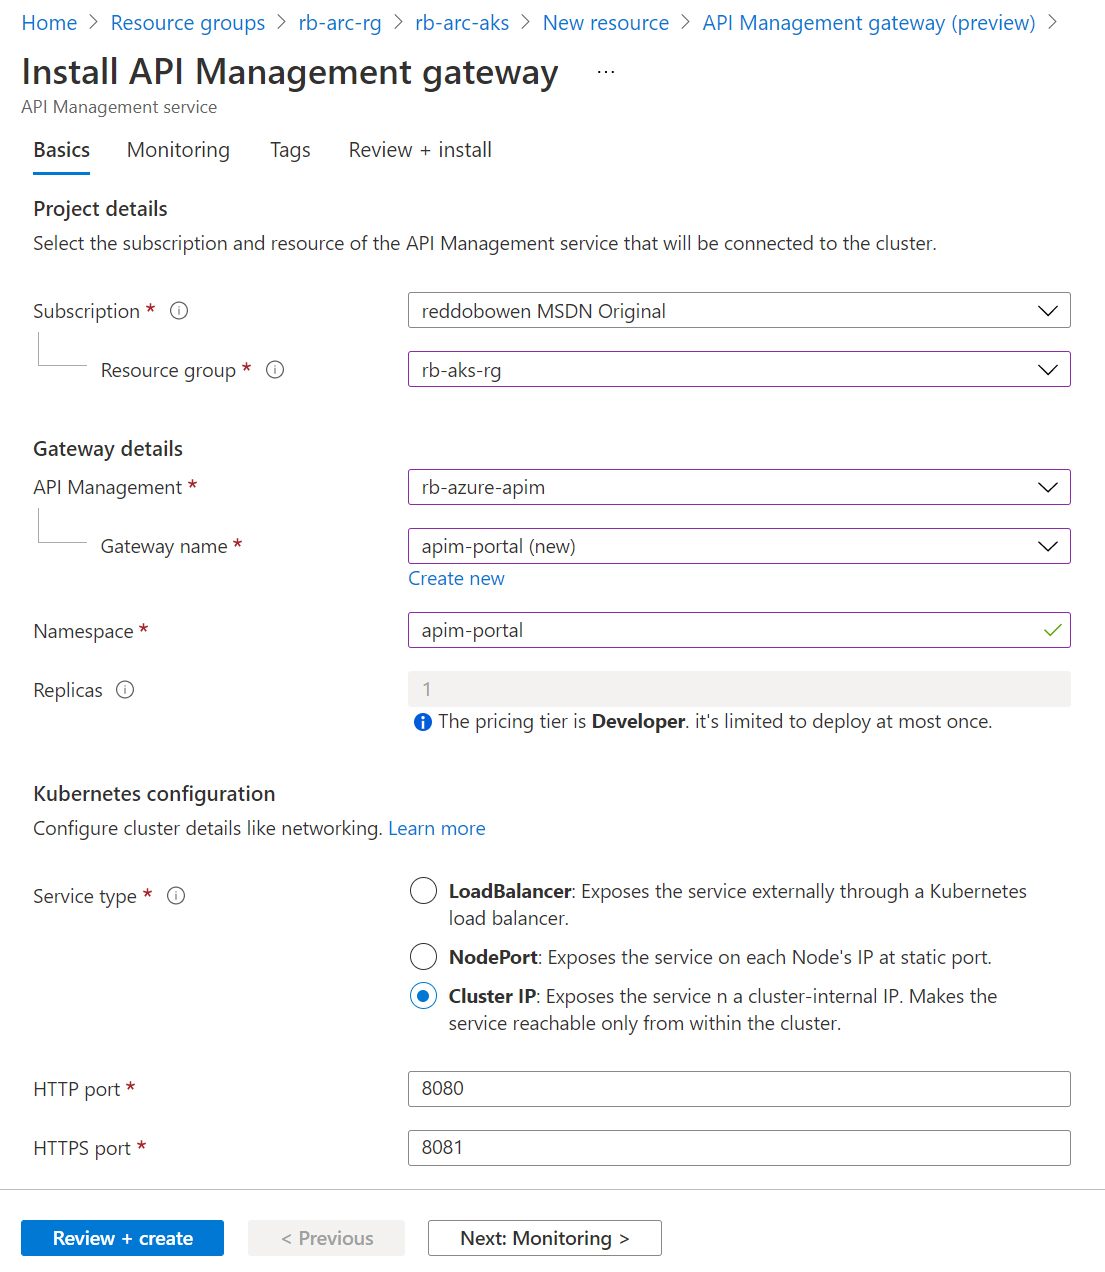 Home > Resource groups > rb-arc-rg > rb-arc-aks > New resource > API Management gateway (preview) >
Install API Management gateway ...
API Management service
Basics Monitoring Tags Review + install
Project details
Select the subscription and resource of the API Management service that will be connected to the cluster.
Subscription * reddobowen MSDN Original
Resource group * rb-aks-rg
Gateway details
API Management * rb-azure-apim
Gateway name * apim-portal (new)
Create new
Namespace * apim-portal
Replicas 1
The pricing tier is Developer. it's limited to deploy at most once.
Kubernetes configuration
Configure cluster details like networking. Learn more
Service type * LoadBalancer: Exposes the service externally through a Kubernetes
load balancer.
NodePort: Exposes the service on each Node's IP at static port.
Cluster IP: Exposes the service n a cluster-internal IP. Makes the
service reachable only from within the cluster.
HTTP port * 8080
HTTPS port * 8081
Review + create < Previous Next: Monitoring >